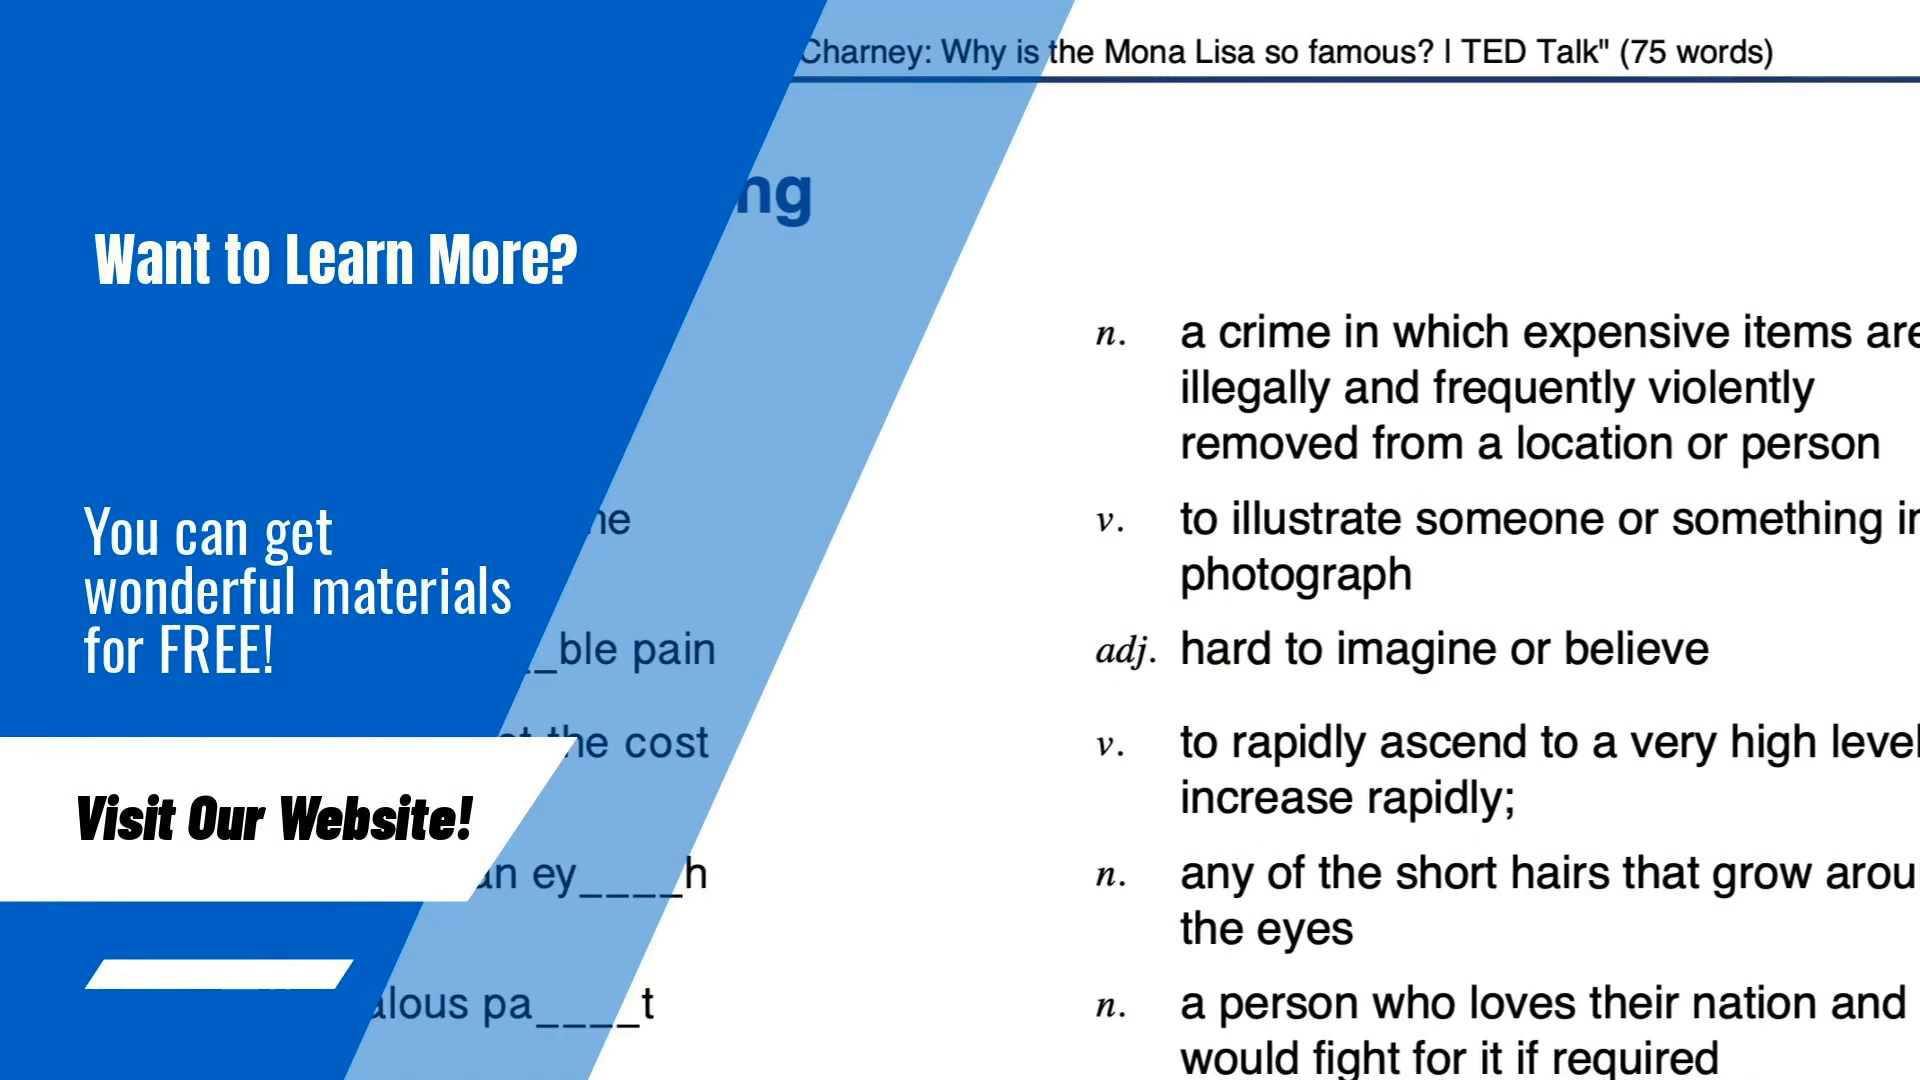 Charney: Why is the Mona Lisa so famous? | TED Talk" (75 words)
ng
Want to Learn More?
You can get
wonderful materials
for FREE!
Visit Our Website!
n. a crime in which expensive items are
illegally and frequently violently
removed from a location or person
v. to illustrate someone or something in
photograph
_ble pain adj. hard to imagine or believe
the cost v. to rapidly ascend to a very high level
increase rapidly;
an ey____h n. any of the short hairs that grow arou
the eyes
alous pa____t n. a person who loves their nation and
would fight for it if required